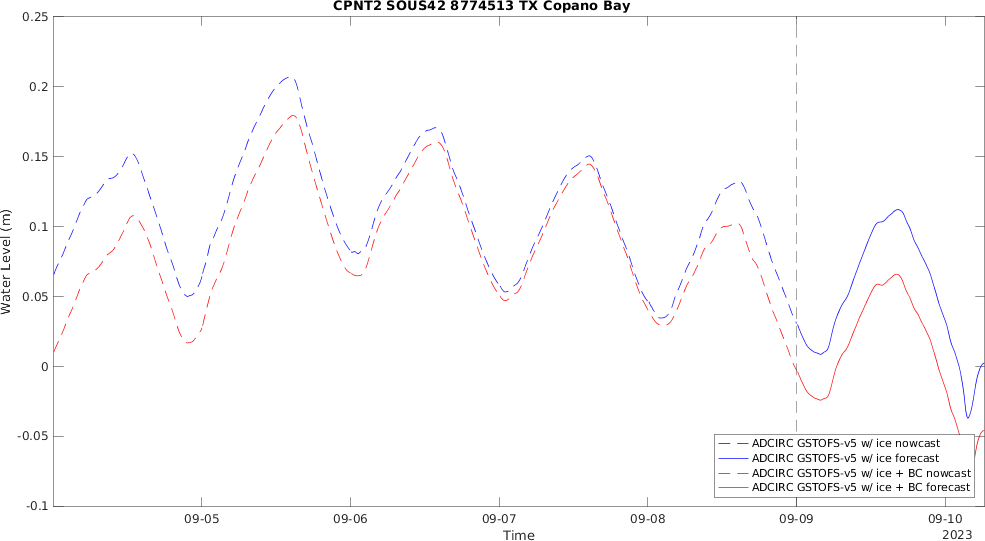 CPNT2 SOUS42 8774513 TX Copano Bay
0.25
0.2
0.15
0.1
0.05
0
-0.05
-0.1
Water Level (m)
09-05 09-06 09-07 09-08 09-09 09-10
2023
Time
ADCIRC GSTOFS-v5 w/ ice nowcast
ADCIRC GSTOFS-v5 w/ ice forecast
ADCIRC GSTOFS-v5 w/ ice + BC nowcast
ADCIRC GSTOFS-v5 w/ ice + BC forecast